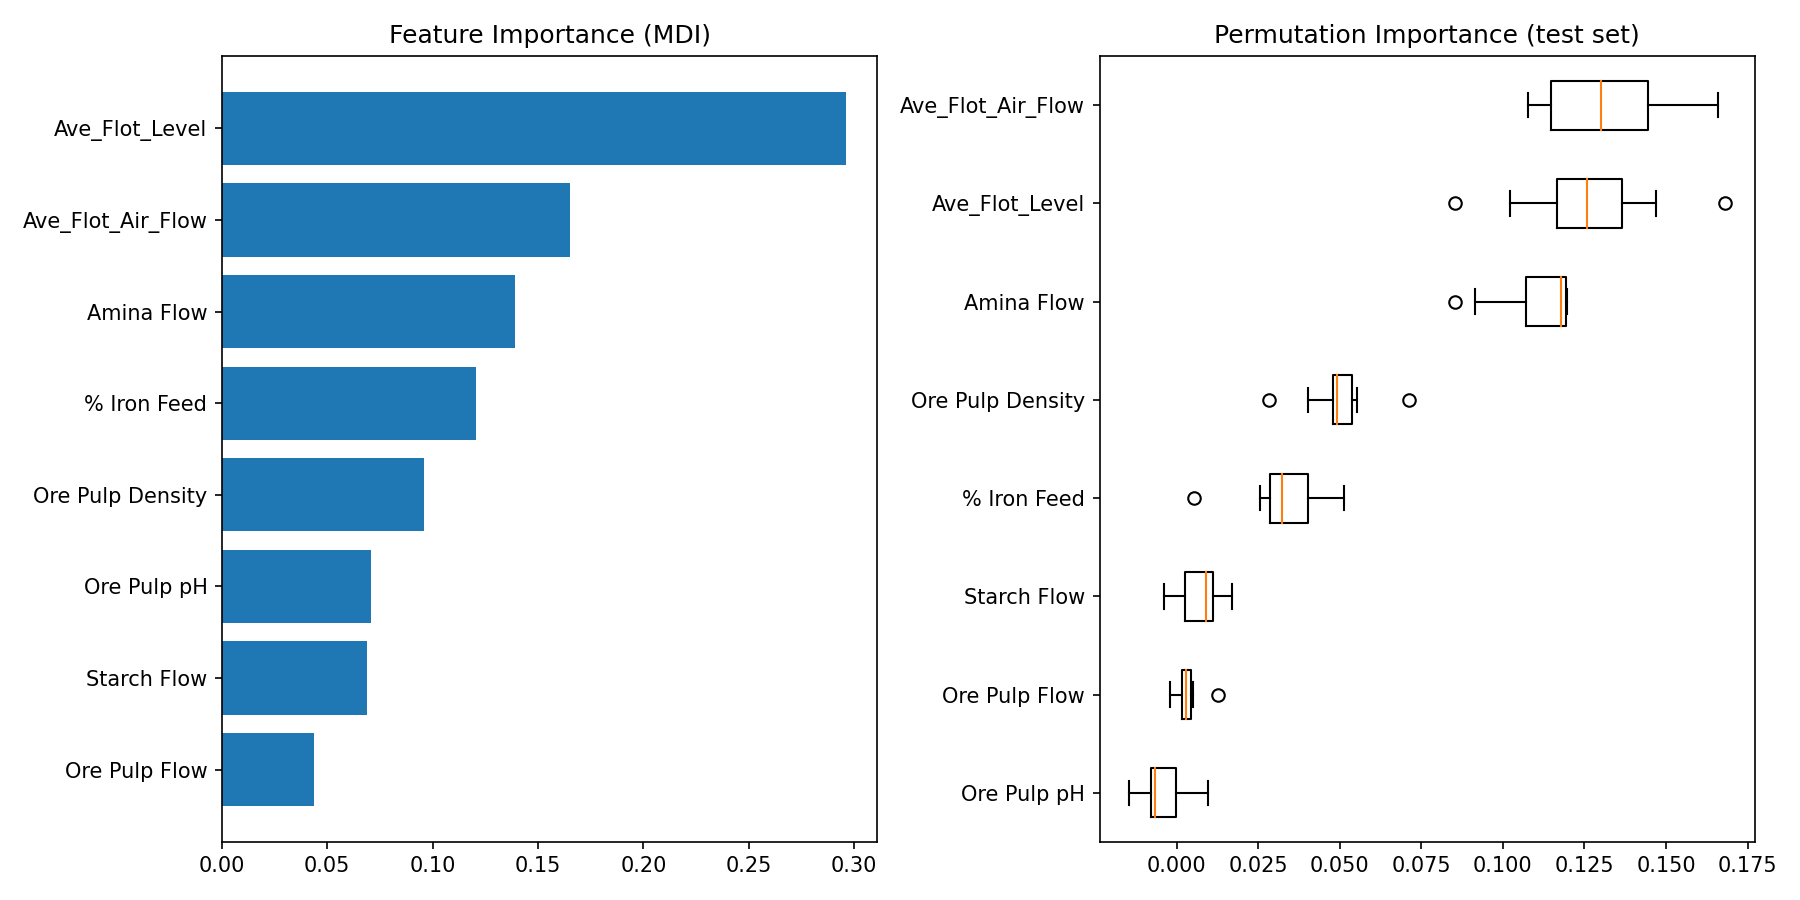 Feature Importance (MDI)
Ave_Flot_Level
Ave_Flot_Air_Flow
Amina Flow
% Iron Feed
Ore Pulp Density
Ore Pulp pH
Starch Flow
Ore Pulp Flow
0.00 0.05 0.10 0.15 0.20 0.25 0.30
Permutation Importance (test set)
Ave_Flot_Air_Flow
Ave_Flot_Level
Amina Flow
Ore Pulp Density
% Iron Feed
Starch Flow
Ore Pulp Flow
Ore Pulp pH
0.000 0.025 0.050 0.075 0.100 0.125 0.150 0.175